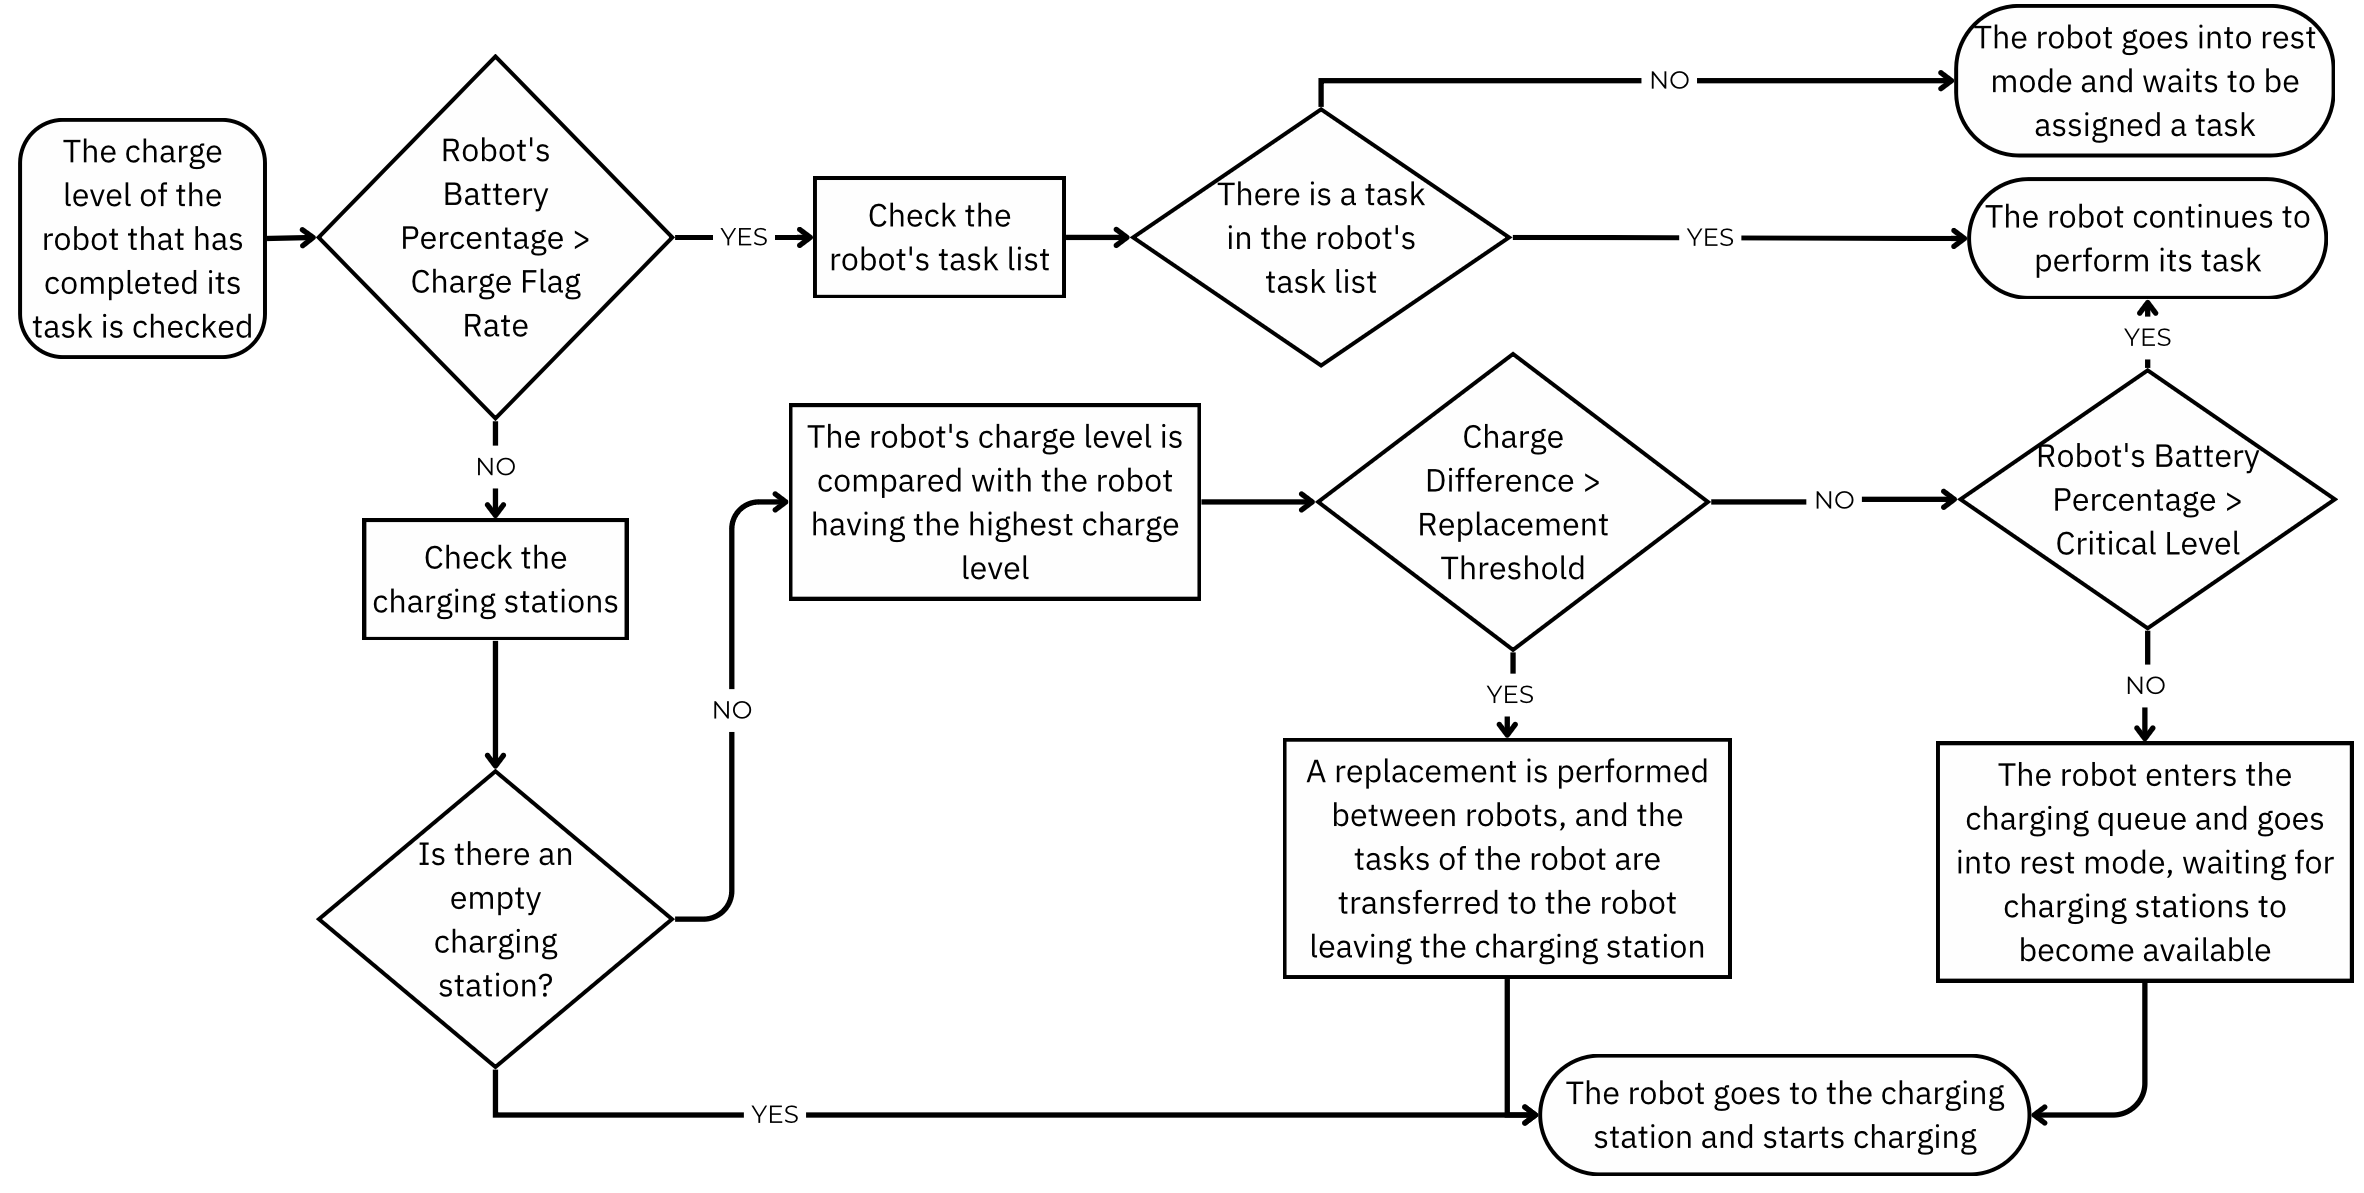 The charge
level of the
robot that has
completed its
task is checked
Robot's
Battery
Percentage >
Charge Flag
Rate
YES
Check the
robot's task list
There is a task
in the robot's
task list
NO
The robot goes into rest
mode and waits to be
assigned a task
YES
The robot continues to
perform its task
NO
Check the
charging stations
Is there an
empty
charging
station?
NO
The robot's charge level is
compared with the robot
having the highest charge
level
Charge
Difference >
Replacement
Threshold
NO
Robot's Battery
Percentage >
Critical Level
YES
YES
A replacement is performed
between robots, and the
tasks of the robot are
transferred to the robot
leaving the charging station
NO
The robot enters the
charging queue and goes
into rest mode, waiting for
charging stations to
become available
YES
The robot goes to the charging
station and starts charging